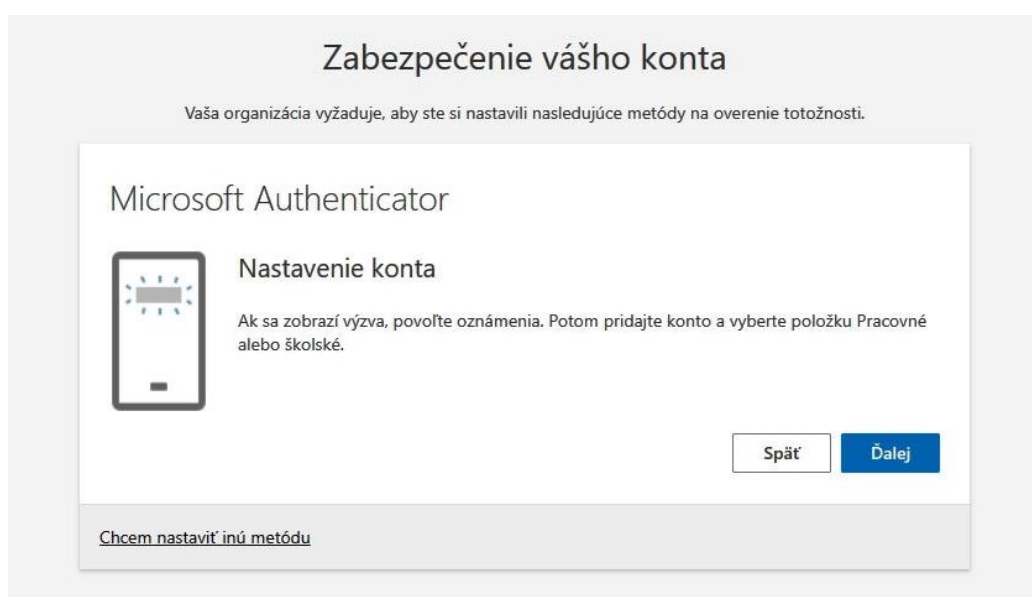 Zabezpečenie vášho konta
Vaša organizácia vyžaduje, aby ste si nastavili nasledujúce metódy na overenie totožnosti.
Microsoft Authenticator
Nastavenie konta
Ak sa zobrazí výzva, povoľte oznámenia. Potom pridajte konto a vyberte položku Pracovné
alebo školské.
Späť
Ďalej
Chcem nastaviť inú metódu